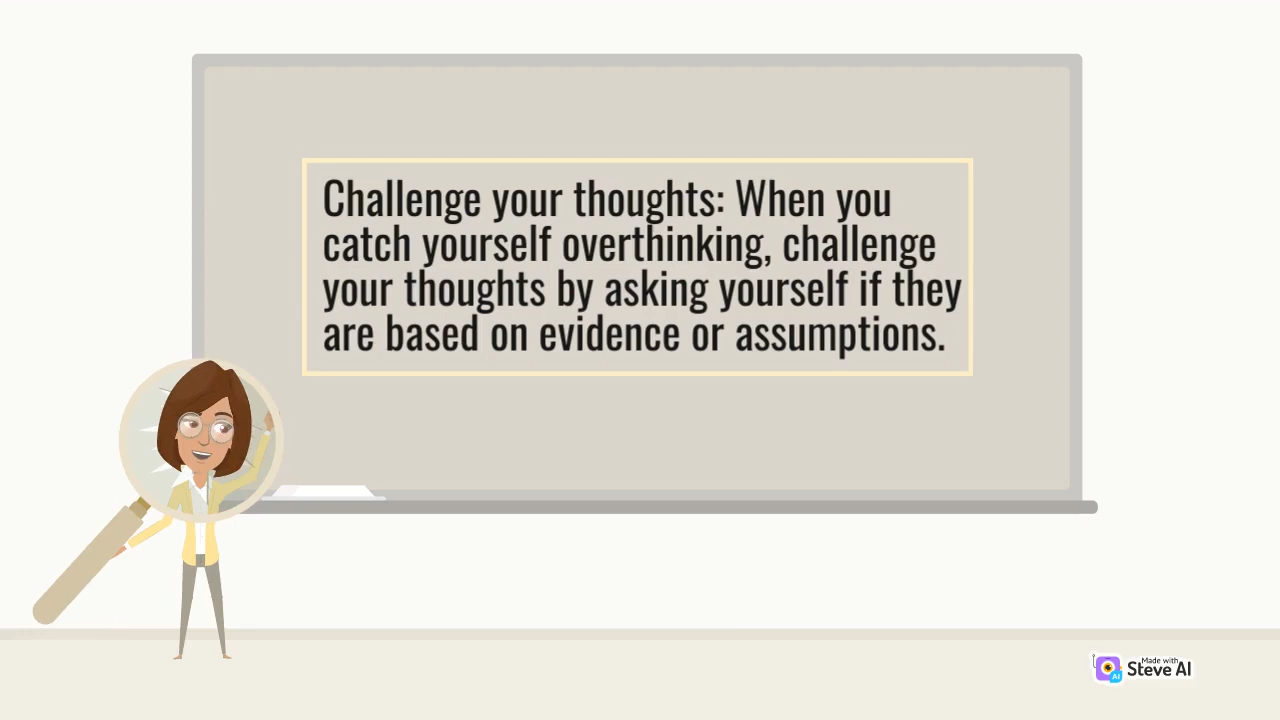 Challenge your thoughts: When you
catch yourself overthinking, challenge
your thoughts by asking yourself if they
are based on evidence or assumptions.
Made with
Steve AI
AI